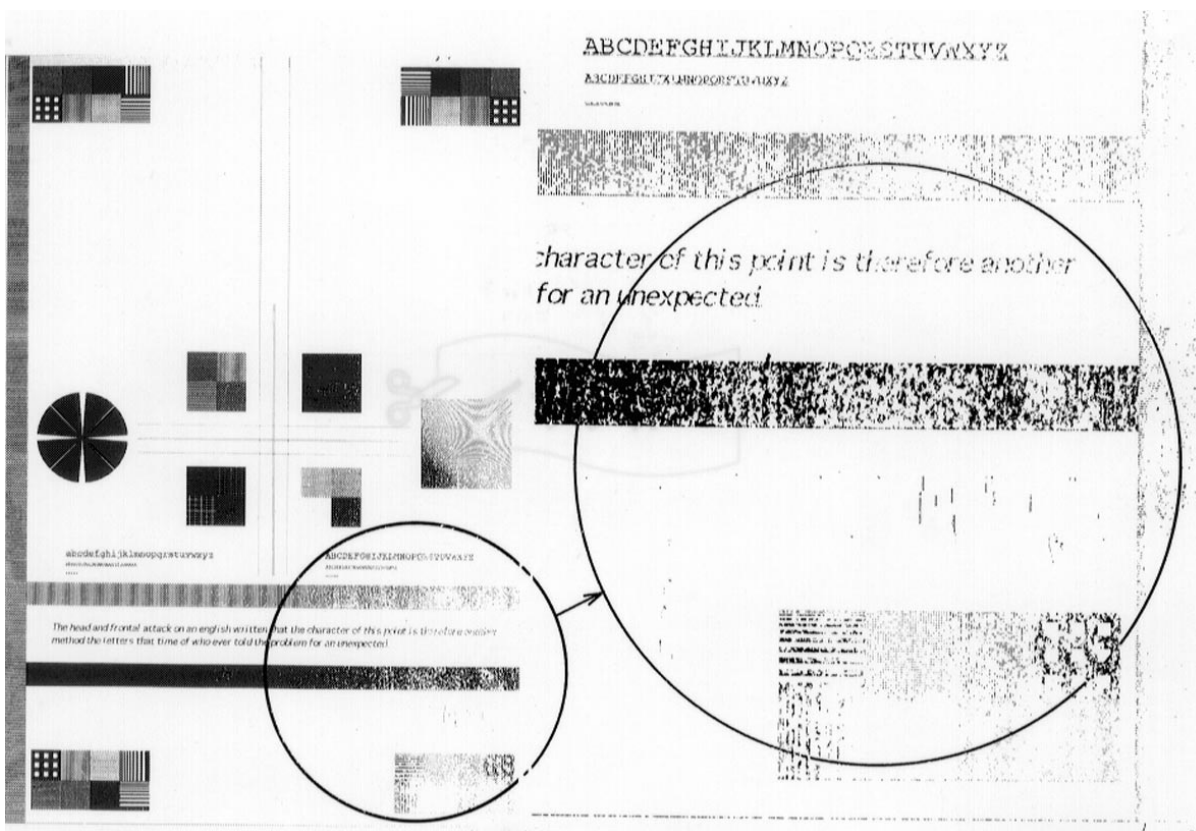 abcdefghijklmnopqrstuvwxyz
ABCDEFGHIJKLMNOPQRSTUVWXYZ
The head and frontal attack on an english written that the character of this point is therefore another
method the letters that time of who ever told the problem for an unexpected
ABCDEFGHIJKLMNOPQRSTUVWXYZ
ABCDEFGHIJKLMNOPQRSTUVWXYZ
character of this point is therefore another
for an unexpected